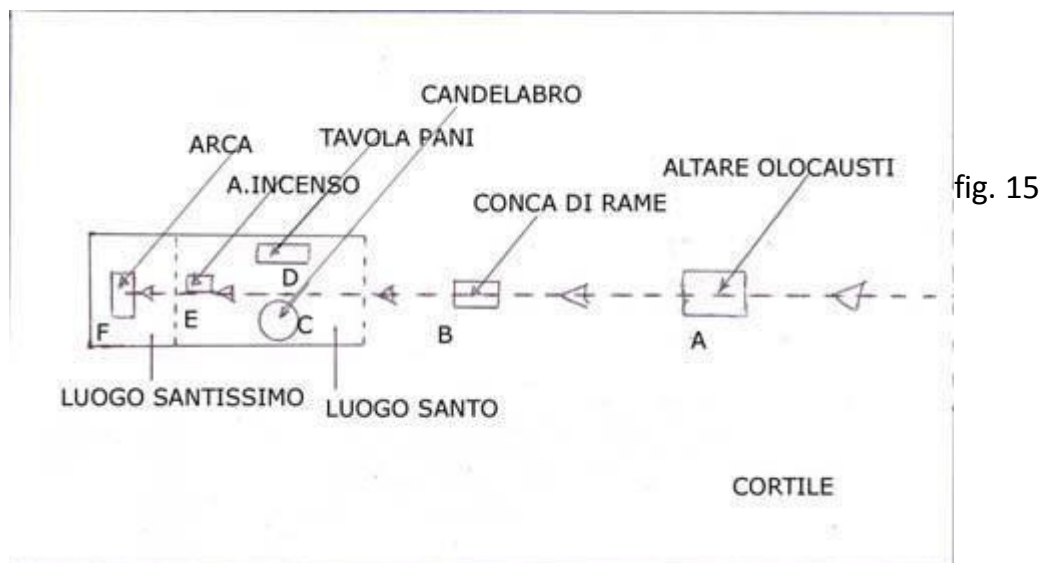 CANDELABRO
ARCA
TAVOLA PANI
A.INCENSO
ALTARE OLOCAUSTI
CONCA DI RAME
fig. 15
D
F
E
C
B
A
LUOGO SANTISSIMO
LUOGO SANTO
CORTILE